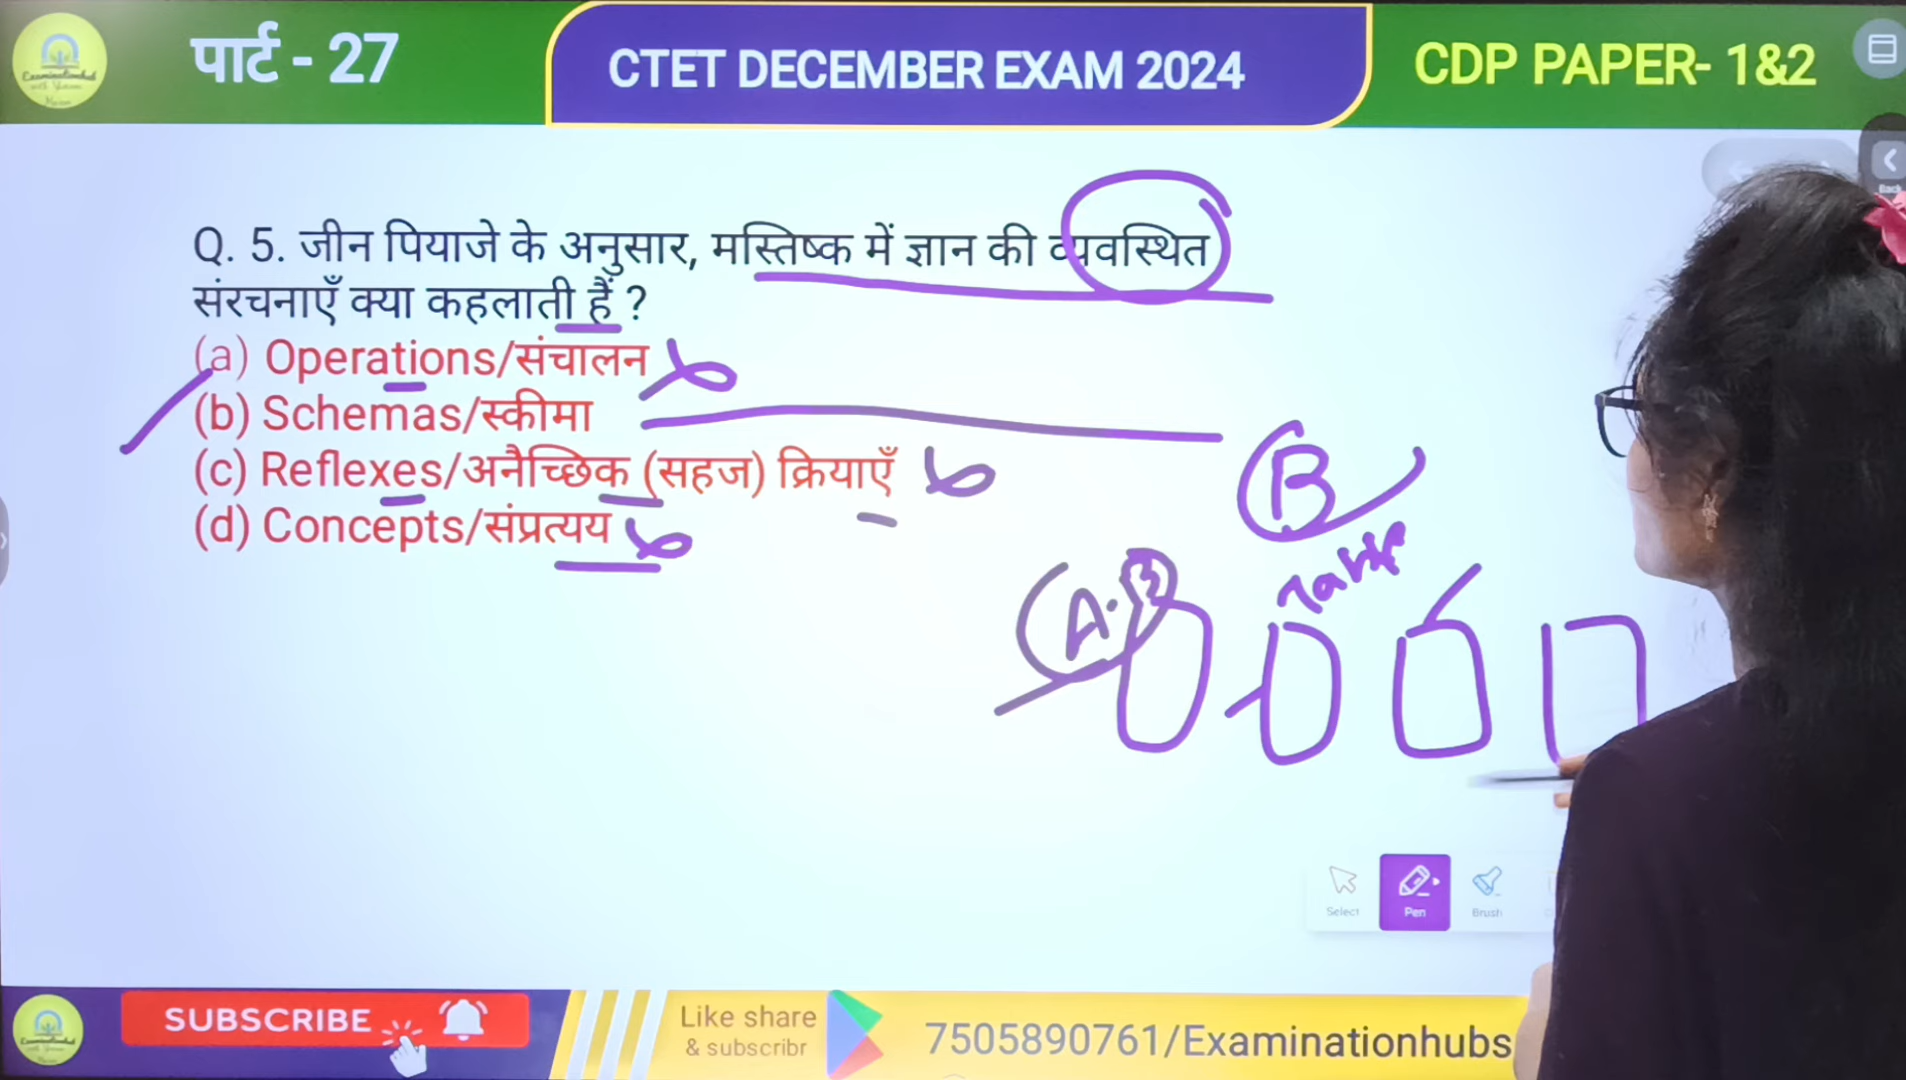 पार्ट - 27
CTET DECEMBER EXAM 2024
CDP PAPER- 1&2
Back
Q. 5. जीन पियाजे के अनुसार, मस्तिष्क में ज्ञान की व्यवस्थित
संरचनाएँ क्या कहलाती हैं ?
(a) Operations/संचालन
(b) Schemas/स्कीमा
(c) Reflexes/अनैच्छिक (सहज) क्रियाएँ
(d) Concepts/संप्रत्यय
B
A.
Select
Pen
Brush
SUBSCRIBE
Like share
& subscribr
7505890761/Examinationhubs